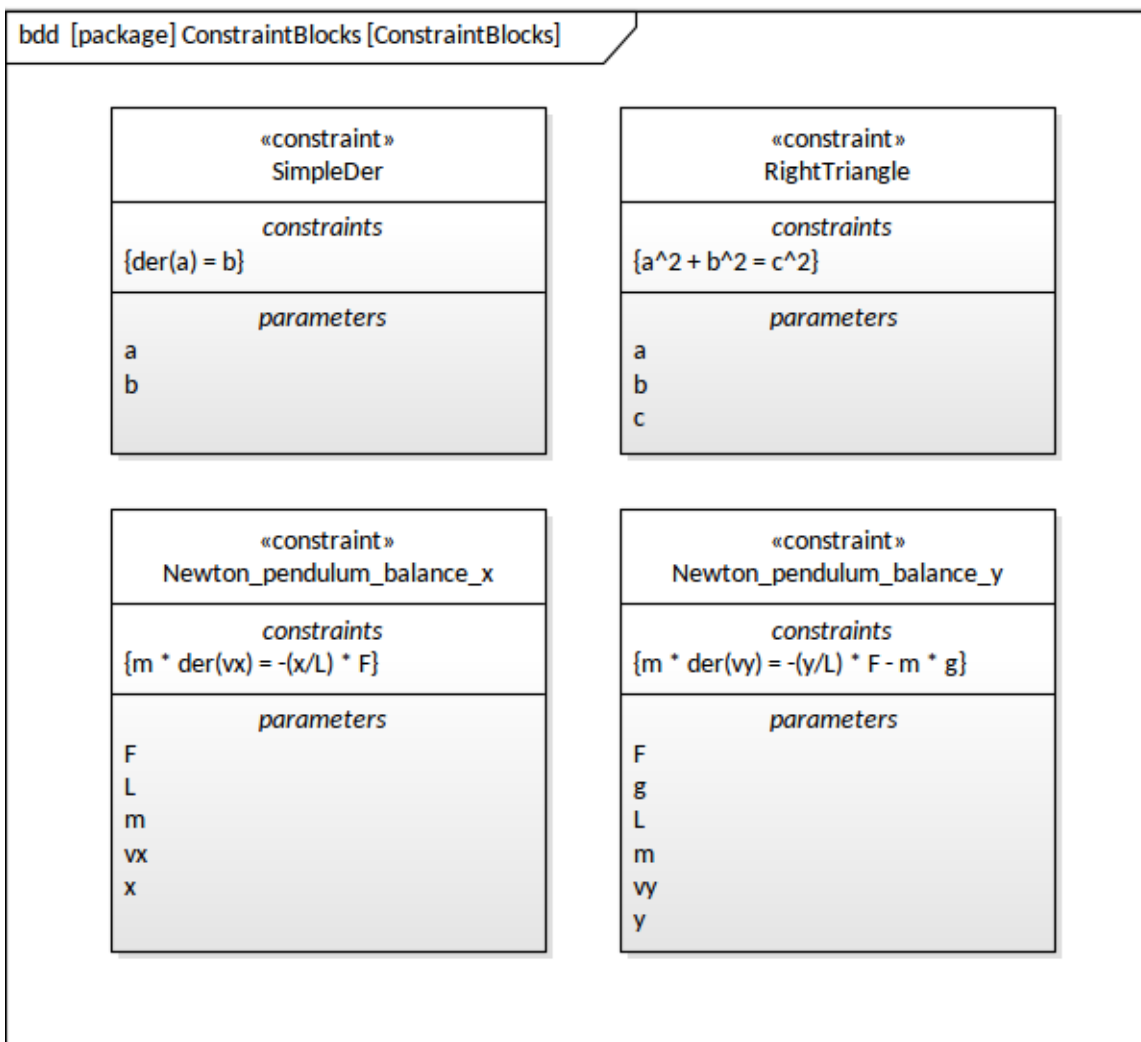 bdd [package] ConstraintBlocks [ConstraintBlocks]
«constraint»
SimpleDer
constraints
{der(a) = b}
parameters
a
b
«constraint»
RightTriangle
constraints
{a^2 + b^2 = c^2}
parameters
a
b
c
«constraint»
Newton_pendulum_balance_x
constraints
{m * der(vx) = -(x/L) * F}
parameters
F
L
m
vx
x
«constraint»
Newton_pendulum_balance_y
constraints
{m * der(vy) = -(y/L) * F - m * g}
parameters
F
g
L
m
vy
y